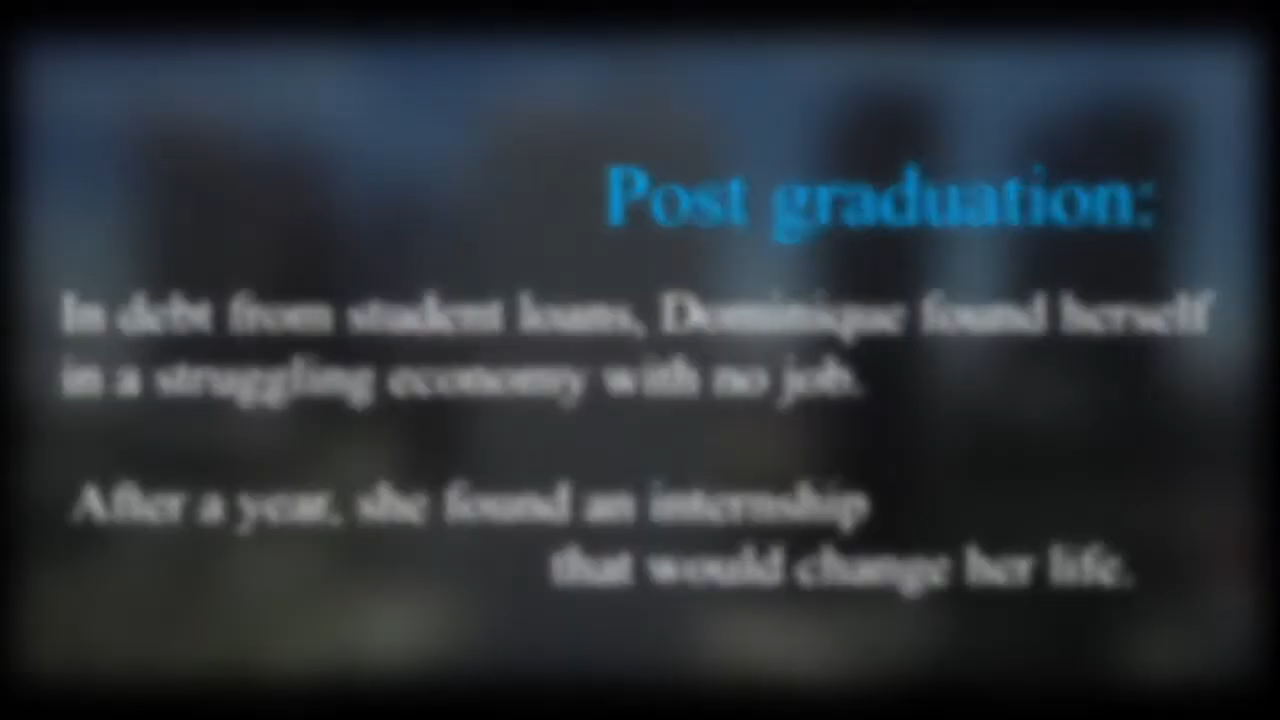 Post graduation:
In debt from student loans, Dominique found herself
in a struggling economy with no job.
After a year, she found an internship
that would change her life.